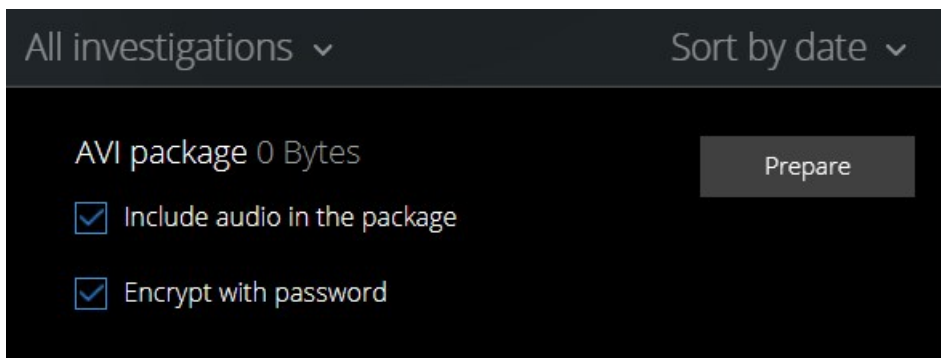 All investigations Sort by date
AVI package 0 Bytes Prepare
Include audio in the package
Encrypt with password